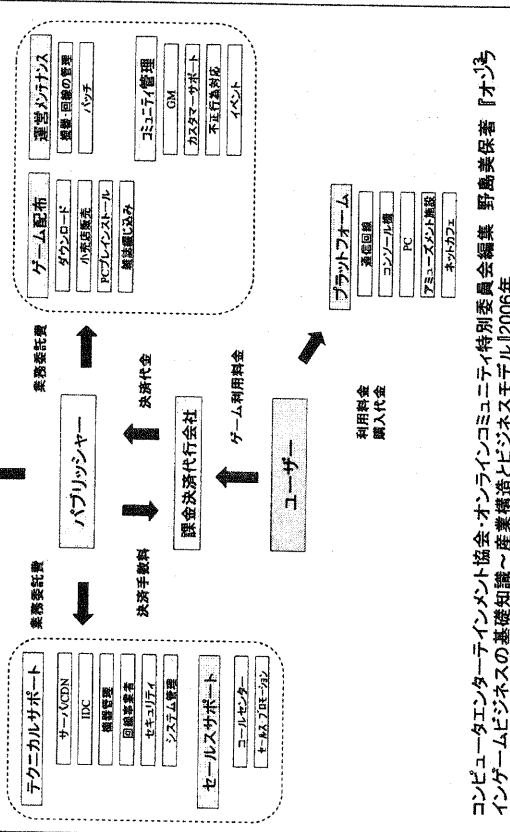 業務委託費
業務委託費
テクニカルサポート
サーバ/CDN
IDC
機器管理
回線事業者
セキュリティ
システム管理
セールスサポート
コールセンター
セールス プロモーション
パブリッシャー
決済手数料
決済代金
課金決済代行会社
ゲーム利用料金
ユーザー
ゲーム配布
ダウンロード
小売店販売
PCプレインストール
雑誌綴じ込み
運営メンテナンス
機器・回線の管理
パッチ
コミュニティ管理
GM
カスタマーサポート
不正行為対応
イベント
利用料金
購入代金
プラットフォーム
通信回線
コンソール機
PC
アミューズメント施設
ネットカフェ
コンピュータエンターテインメント協会・オンラインコミュニティ特別委員会編集 野島美保著 『オンラ
インゲームビジネスの基礎知識～産業構造とビジネスモデル』2006年
13